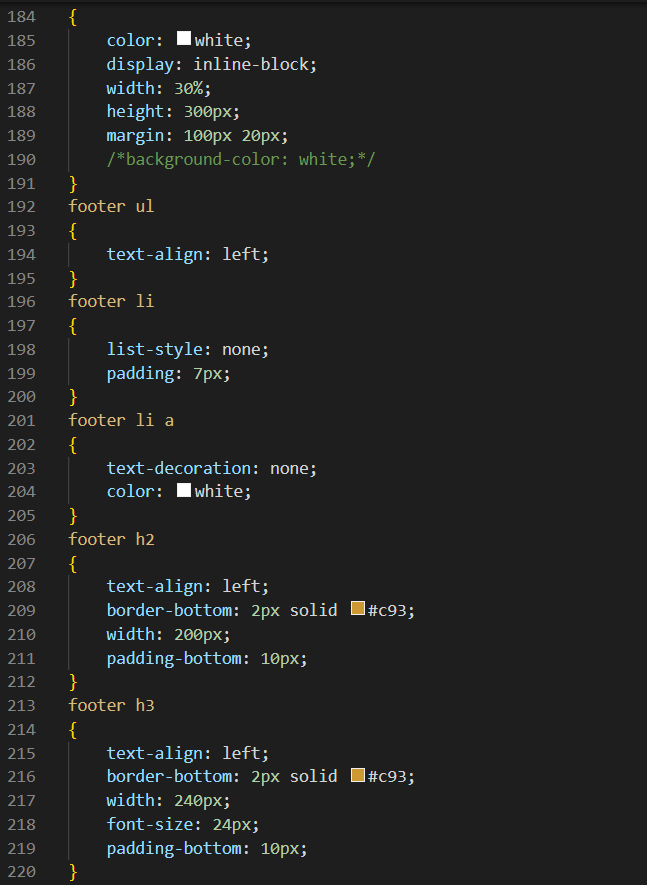 184 {
185 color: white;
186 display: inline-block;
187 width: 30%;
188 height: 300px;
189 margin: 100px 20px;
190 /*background-color: white;*/
191 }
192 footer ul
193 {
194 text-align: left;
195 }
196 footer li
197 {
198 list-style: none;
199 padding: 7px;
200 }
201 footer li a
202 {
203 text-decoration: none;
204 color: white;
205 }
206 footer h2
207 {
208 text-align: left;
209 border-bottom: 2px solid #c93;
210 width: 200px;
211 padding-bottom: 10px;
212 }
213 footer h3
214 {
215 text-align: left;
216 border-bottom: 2px solid #c93;
217 width: 240px;
218 font-size: 24px;
219 padding-bottom: 10px;
220 }